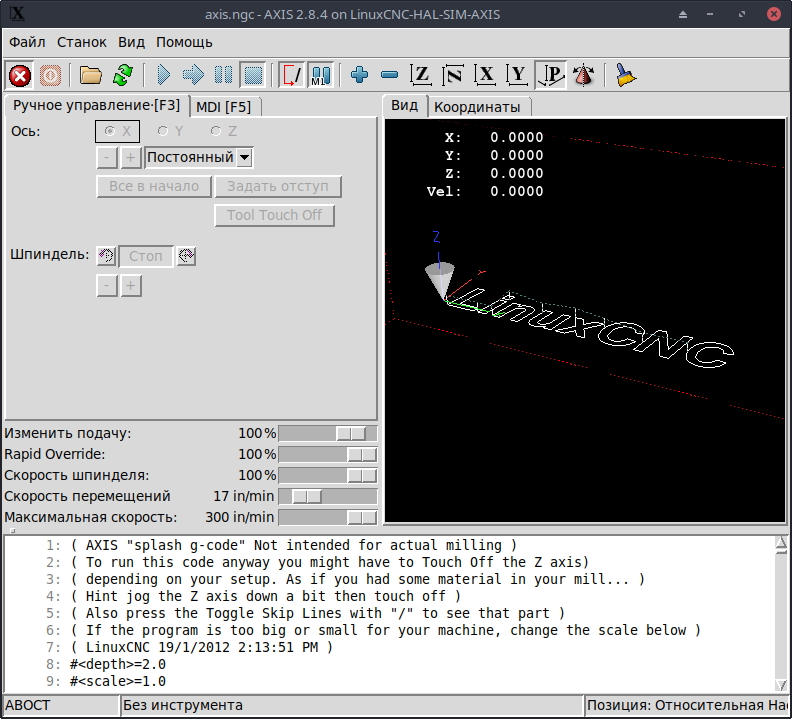 axis.ngc - AXIS 2.8.4 on LinuxCNC-HAL-SIM-AXIS
Файл Станок Вид Помощь
M1 Z N X Y P
Ручное управление [F3] MDI [F5]
Ось: X Y Z
- + Постоянный
Все в начало Задать отступ
Tool Touch Off
Шпиндель: Стоп
- +
Вид Координаты
X: 0.0000
Y: 0.0000
Z: 0.0000
Vel: 0.0000
Z
Y
LinuxCNC
Изменить подачу: 100 %
Rapid Override: 100 %
Скорость шпинделя: 100 %
Скорость перемещений 17 in/min
Максимальная скорость: 300 in/min
1: ( AXIS "splash g-code" Not intended for actual milling )
2: ( To run this code anyway you might have to Touch Off the Z axis)
3: ( depending on your setup. As if you had some material in your mill... )
4: ( Hint jog the Z axis down a bit then touch off )
5: ( Also press the Toggle Skip Lines with "/" to see that part )
6: ( If the program is too big or small for your machine, change the scale below )
7: ( LinuxCNC 19/1/2012 2:13:51 PM )
8: #<depth>=2.0
9: #<scale>=1.0
АВОСТ Без инструмента Позиция: Относительная